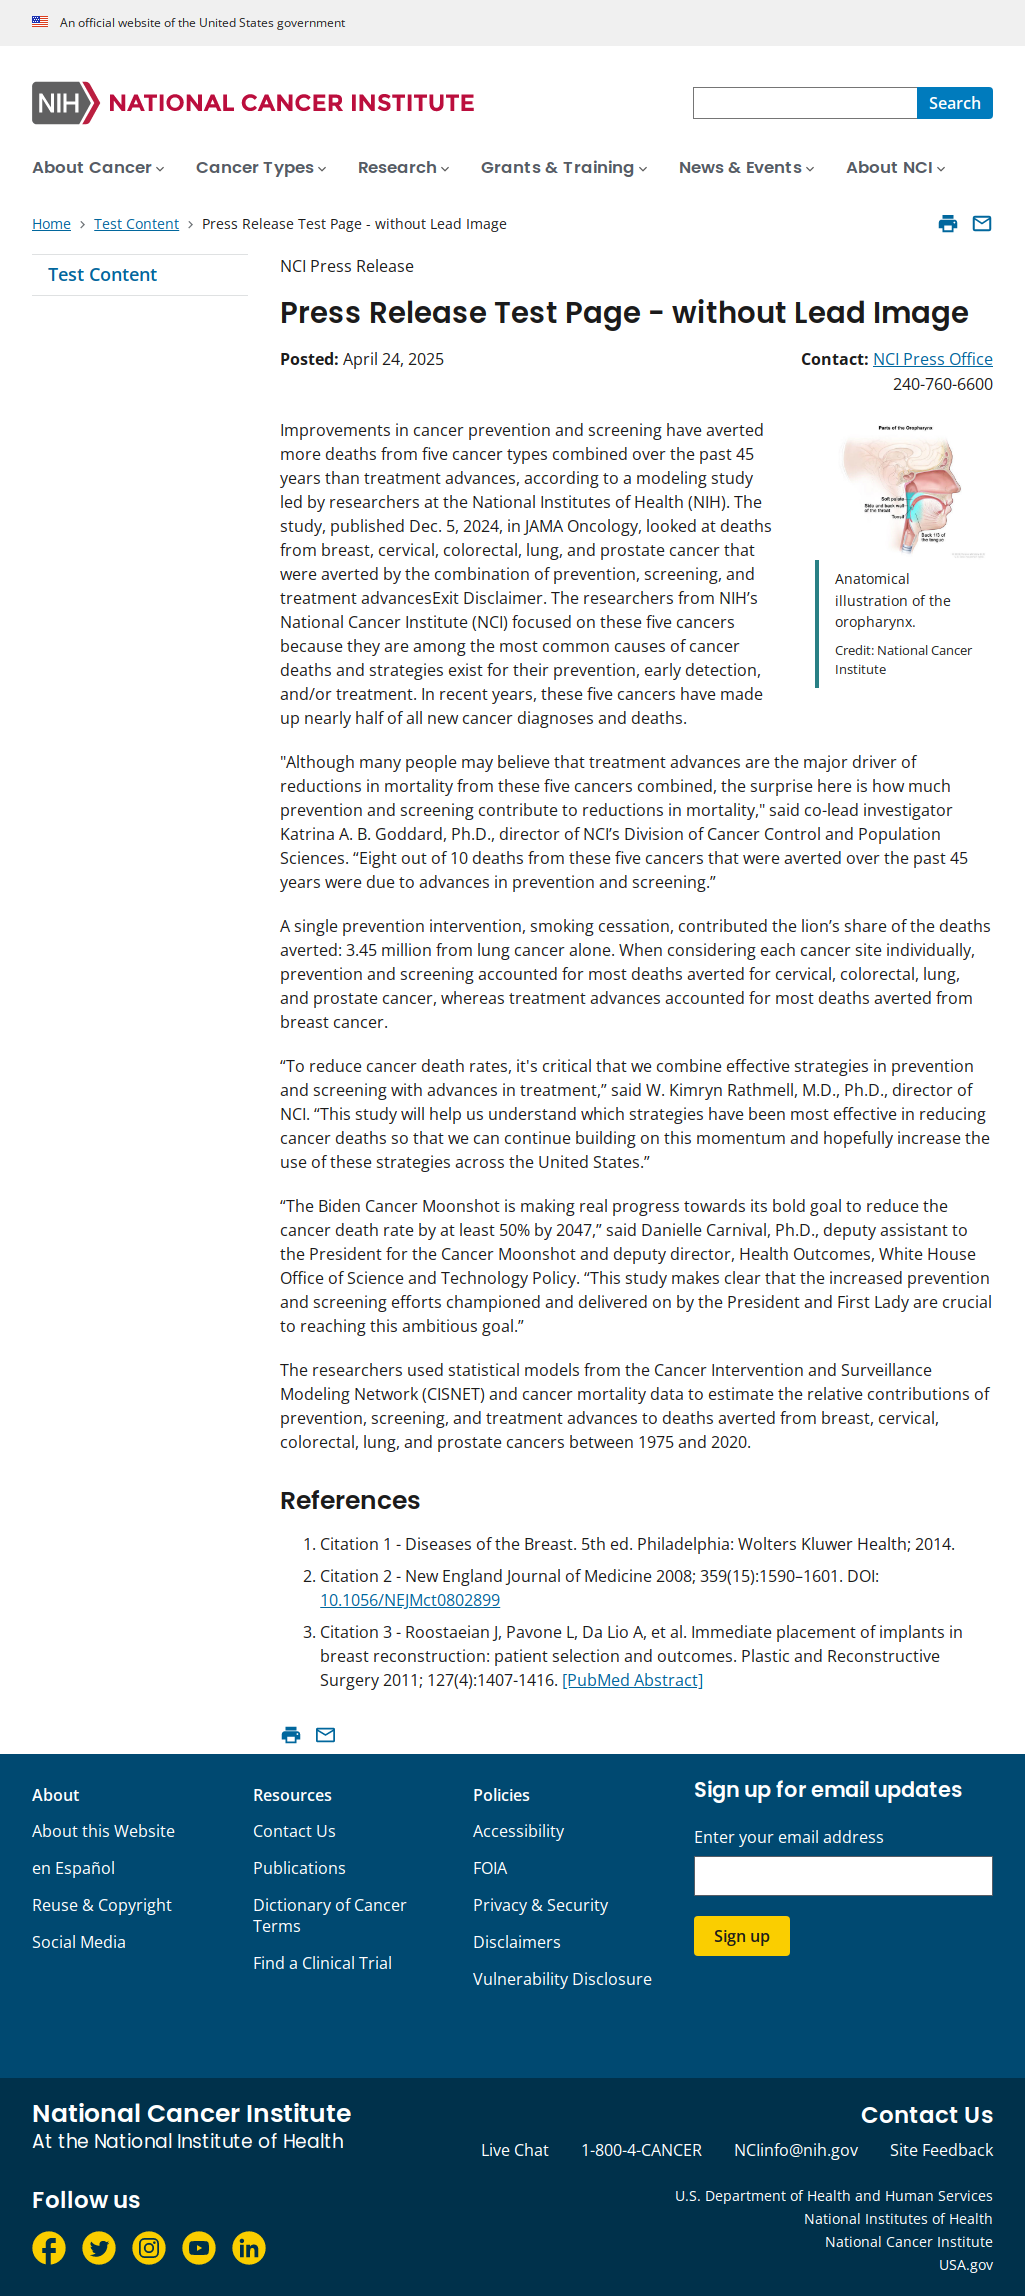 An official website of the United States government
NIH NATIONAL CANCER INSTITUTE
Search
About Cancer Cancer Types Research Grants & Training News & Events About NCI
Home Test Content Press Release Test Page - without Lead Image
Test Content
NCI Press Release
Press Release Test Page - without Lead Image
Posted: April 24, 2025
Contact: NCI Press Office
240-760-6600
Improvements in cancer prevention and screening have averted
more deaths from five cancer types combined over the past 45
years than treatment advances, according to a modeling study
led by researchers at the National Institutes of Health (NIH). The
study, published Dec. 5, 2024, in JAMA Oncology, looked at deaths
from breast, cervical, colorectal, lung, and prostate cancer that
were averted by the combination of prevention, screening, and
treatment advancesExit Disclaimer. The researchers from NIH’s
National Cancer Institute (NCI) focused on these five cancers
because they are among the most common causes of cancer
deaths and strategies exist for their prevention, early detection,
and/or treatment. In recent years, these five cancers have made
up nearly half of all new cancer diagnoses and deaths.
Parts of the Oropharynx
Soft palate
Side and back wall
of the throat
Tonsil
Back 1/3 of
the tongue
Anatomical
illustration of the
oropharynx.
Credit: National Cancer
Institute
"Although many people may believe that treatment advances are the major driver of
reductions in mortality from these five cancers combined, the surprise here is how much
prevention and screening contribute to reductions in mortality," said co-lead investigator
Katrina A. B. Goddard, Ph.D., director of NCI’s Division of Cancer Control and Population
Sciences. “Eight out of 10 deaths from these five cancers that were averted over the past 45
years were due to advances in prevention and screening.”
A single prevention intervention, smoking cessation, contributed the lion’s share of the deaths
averted: 3.45 million from lung cancer alone. When considering each cancer site individually,
prevention and screening accounted for most deaths averted for cervical, colorectal, lung,
and prostate cancer, whereas treatment advances accounted for most deaths averted from
breast cancer.
“To reduce cancer death rates, it's critical that we combine effective strategies in prevention
and screening with advances in treatment,” said W. Kimryn Rathmell, M.D., Ph.D., director of
NCI. “This study will help us understand which strategies have been most effective in reducing
cancer deaths so that we can continue building on this momentum and hopefully increase the
use of these strategies across the United States.”
“The Biden Cancer Moonshot is making real progress towards its bold goal to reduce the
cancer death rate by at least 50% by 2047,” said Danielle Carnival, Ph.D., deputy assistant to
the President for the Cancer Moonshot and deputy director, Health Outcomes, White House
Office of Science and Technology Policy. “This study makes clear that the increased prevention
and screening efforts championed and delivered on by the President and First Lady are crucial
to reaching this ambitious goal.”
The researchers used statistical models from the Cancer Intervention and Surveillance
Modeling Network (CISNET) and cancer mortality data to estimate the relative contributions of
prevention, screening, and treatment advances to deaths averted from breast, cervical,
colorectal, lung, and prostate cancers between 1975 and 2020.
References
1. Citation 1 - Diseases of the Breast. 5th ed. Philadelphia: Wolters Kluwer Health; 2014.
2. Citation 2 - New England Journal of Medicine 2008; 359(15):1590–1601. DOI:
10.1056/NEJMct0802899
3. Citation 3 - Roostaeian J, Pavone L, Da Lio A, et al. Immediate placement of implants in
breast reconstruction: patient selection and outcomes. Plastic and Reconstructive
Surgery 2011; 127(4):1407-1416. [PubMed Abstract]
About
About this Website
en Español
Reuse & Copyright
Social Media
Resources
Contact Us
Publications
Dictionary of Cancer
Terms
Find a Clinical Trial
Policies
Accessibility
FOIA
Privacy & Security
Disclaimers
Vulnerability Disclosure
Sign up for email updates
Enter your email address
Sign up
National Cancer Institute
At the National Institute of Health
Contact Us
Live Chat 1-800-4-CANCER NCIinfo@nih.gov Site Feedback
Follow us
U.S. Department of Health and Human Services
National Institutes of Health
National Cancer Institute
USA.gov